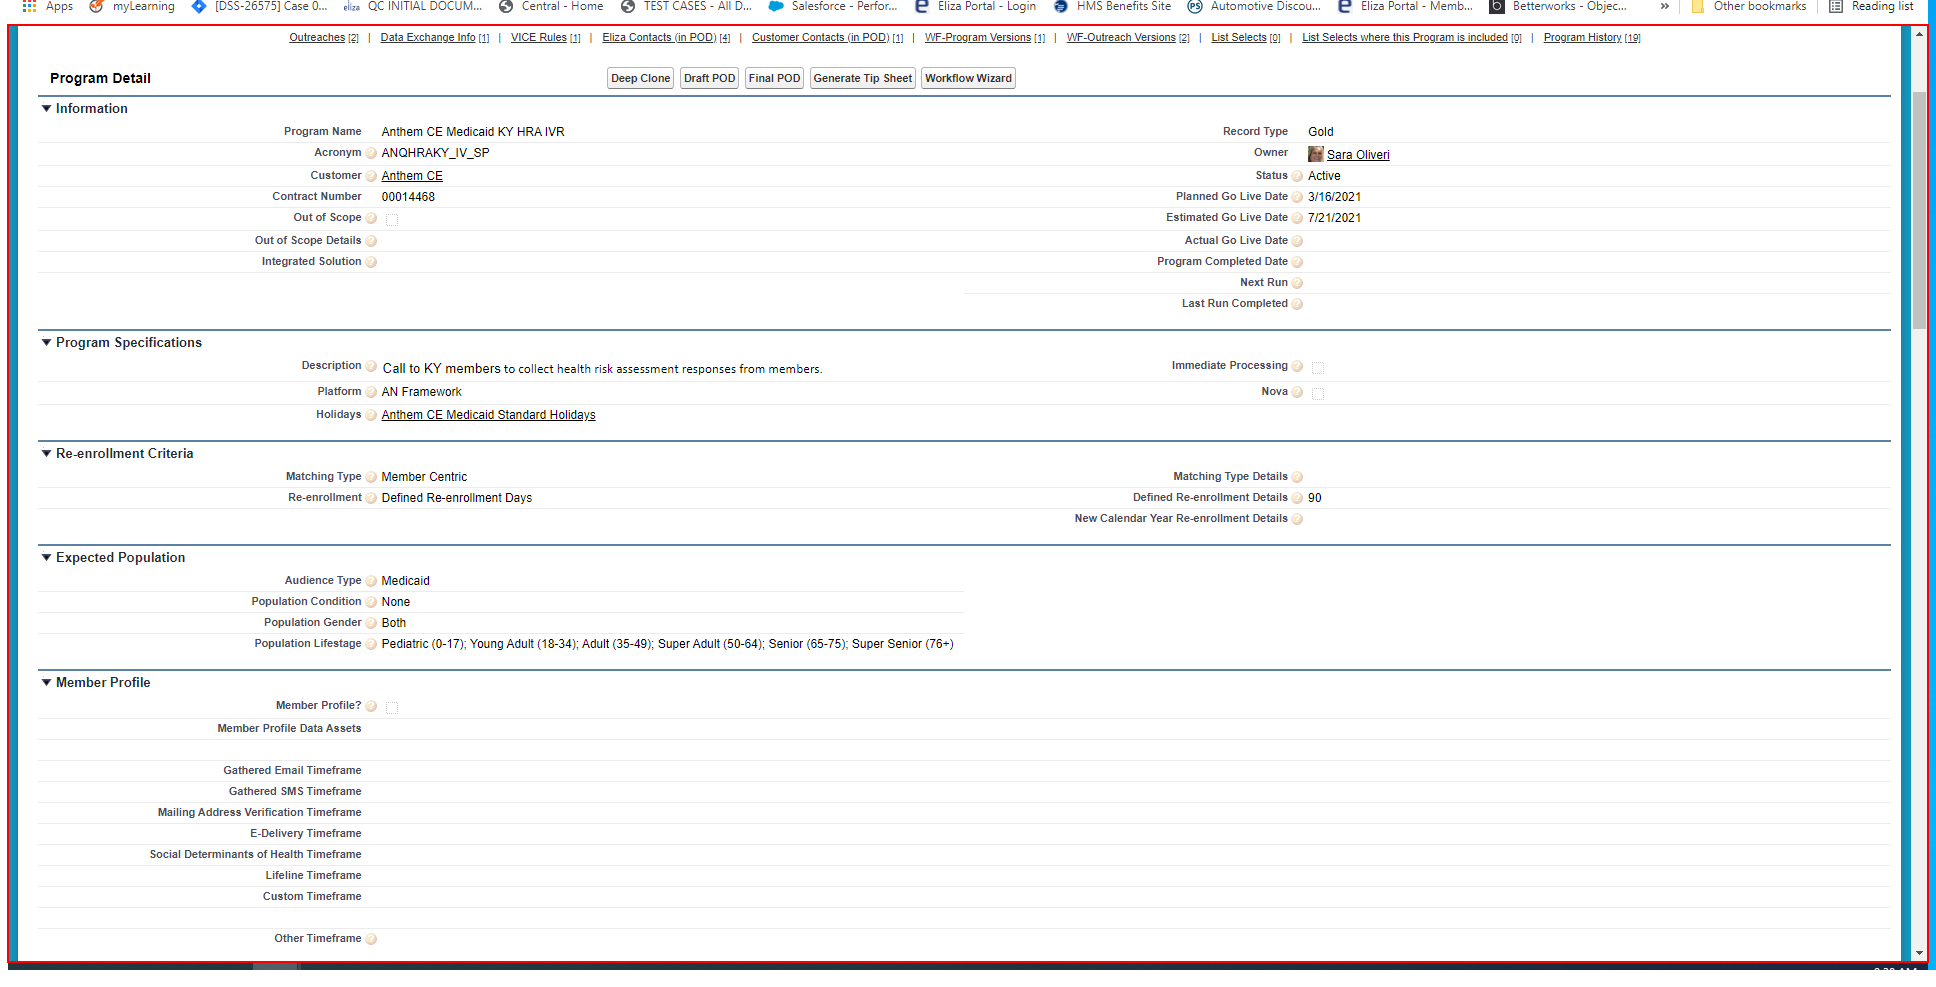 Apps myLearning [DSS-26575] Case 0... eliza QC INITIAL DOCUM... Central - Home TEST CASES - All D... Salesforce - Perfor... Eliza Portal - Login HMS Benefits Site PS Automotive Discou... Eliza Portal - Memb... b Betterworks - Objec... » Other bookmarks Reading list
Outreaches [2] | Data Exchange Info [1] | VICE Rules [1] | Eliza Contacts (in POD) [4] | Customer Contacts (in POD) [1] | WF-Program Versions [1] | WF-Outreach Versions [2] | List Selects [0] | List Selects where this Program is included [0] | Program History [19]
Program Detail Deep Clone Draft POD Final POD Generate Tip Sheet Workflow Wizard
Information
Program Name Anthem CE Medicaid KY HRA IVR Record Type Gold
Acronym ANQHRAKY_IV_SP Owner Sara Oliveri
Customer Anthem CE Status Active
Contract Number 00014468 Planned Go Live Date 3/16/2021
Out of Scope Estimated Go Live Date 7/21/2021
Out of Scope Details Actual Go Live Date
Integrated Solution Program Completed Date
Next Run
Last Run Completed
Program Specifications
Description Call to KY members to collect health risk assessment responses from members. Immediate Processing
Platform AN Framework Nova
Holidays Anthem CE Medicaid Standard Holidays
Re-enrollment Criteria
Matching Type Member Centric Matching Type Details
Re-enrollment Defined Re-enrollment Days Defined Re-enrollment Details 90
New Calendar Year Re-enrollment Details
Expected Population
Audience Type Medicaid
Population Condition None
Population Gender Both
Population Lifestage Pediatric (0-17); Young Adult (18-34); Adult (35-49); Super Adult (50-64); Senior (65-75); Super Senior (76+)
Member Profile
Member Profile?
Member Profile Data Assets
Gathered Email Timeframe
Gathered SMS Timeframe
Mailing Address Verification Timeframe
E-Delivery Timeframe
Social Determinants of Health Timeframe
Lifeline Timeframe
Custom Timeframe
Other Timeframe